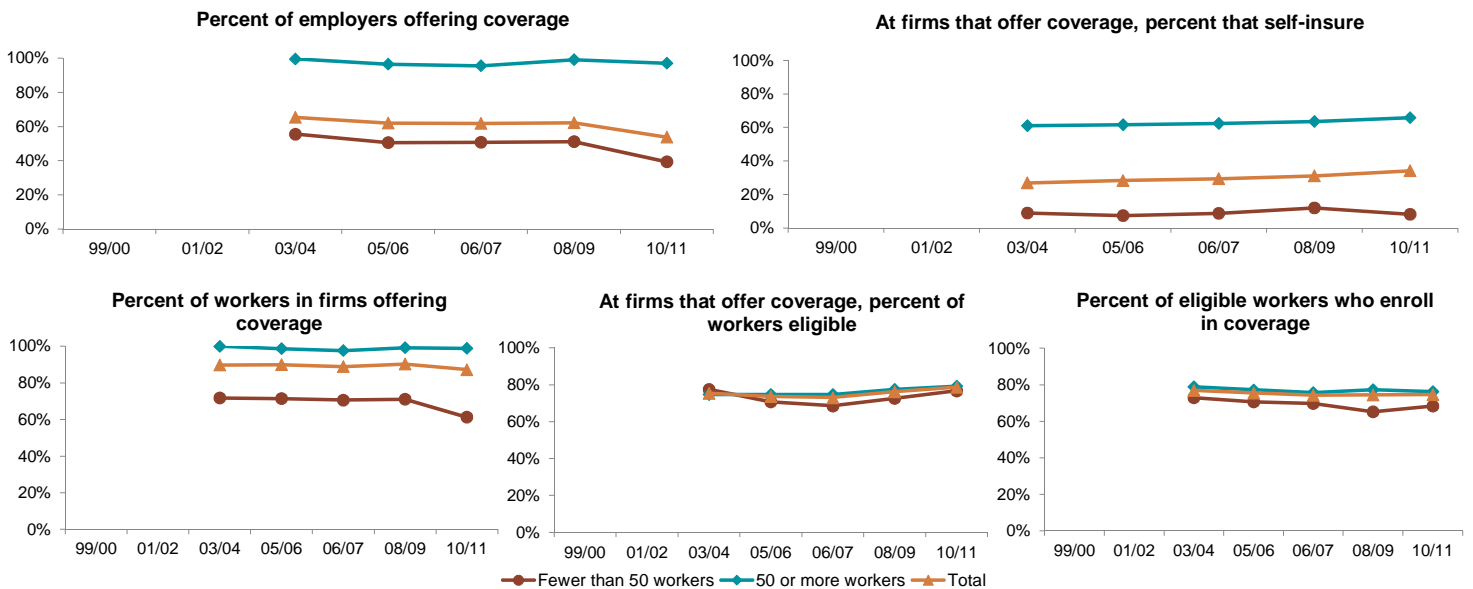 Percent of employers offering coverage
100%
80%
60%
40%
20%
0%
99/00 01/02 03/04 05/06 06/07 08/09 10/11
At firms that offer coverage, percent that self-insure
100%
80%
60%
40%
20%
0%
99/00 01/02 03/04 05/06 06/07 08/09 10/11
Percent of workers in firms offering
coverage
100%
80%
60%
40%
20%
0%
99/00 01/02 03/04 05/06 06/07 08/09 10/11
At firms that offer coverage, percent of
workers eligible
100%
80%
60%
40%
20%
0%
99/00 01/02 03/04 05/06 06/07 08/09 10/11
Percent of eligible workers who enroll
in coverage
100%
80%
60%
40%
20%
0%
99/00 01/02 03/04 05/06 06/07 08/09 10/11
Fewer than 50 workers 50 or more workers Total